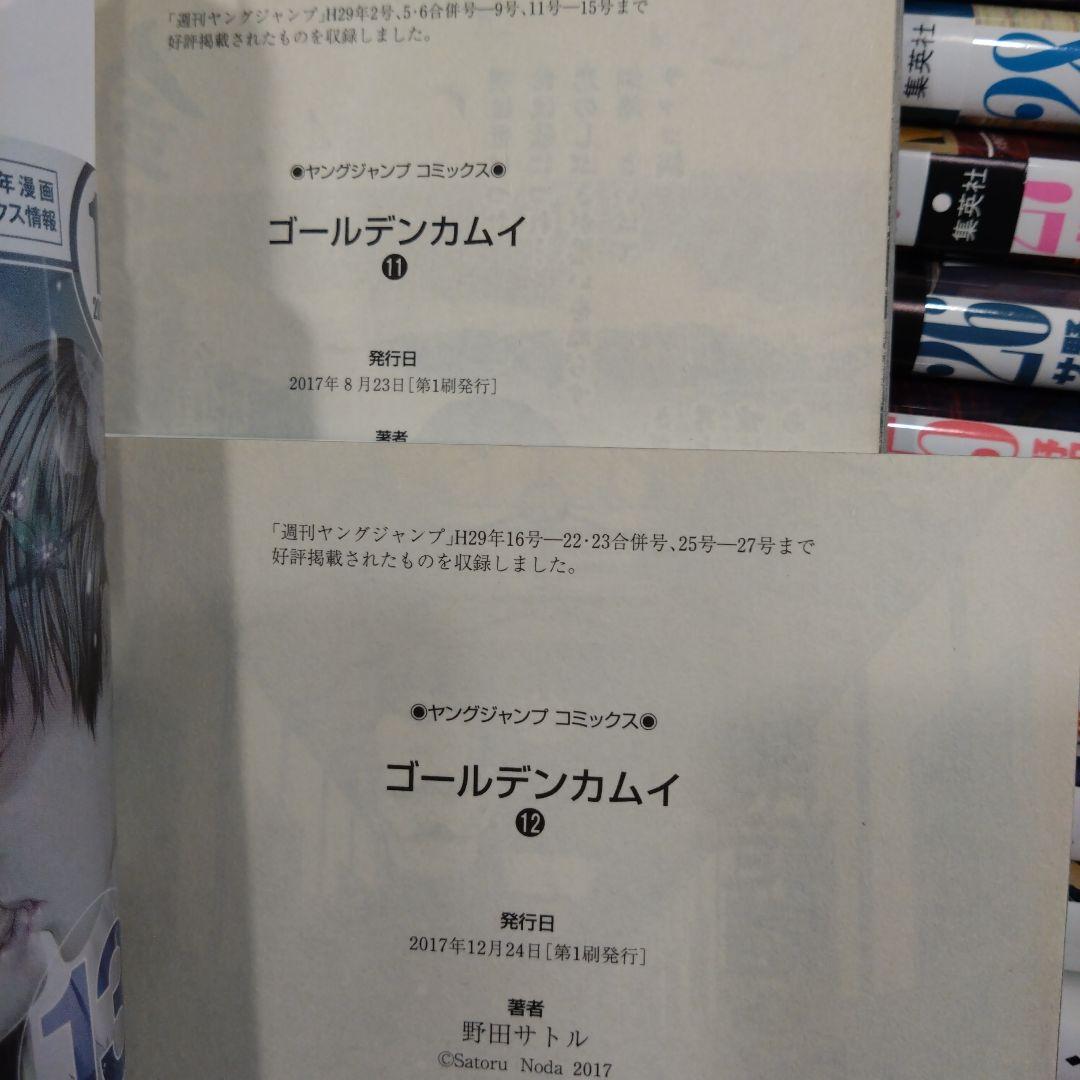 「週刊ヤングジャンプ」H29年2号、5・6合併号―9号、11号―15号まで
好評掲載されたものを収録しました。
◉ヤングジャンプ コミックス◉
ゴールデンカムイ
⓫
発行日
2017年8月23日[第1刷発行]
著者
「週刊ヤングジャンプ」H29年16号―22・23合併号、25号―27号まで
好評掲載されたものを収録しました。
◉ヤングジャンプ コミックス◉
ゴールデンカムイ
⓬
発行日
2017年12月24日[第1刷発行]
著者
野田サトル
©Satoru Noda 2017
年漫画
クス情報
13
集英社
28
集英社
27
26
サ野